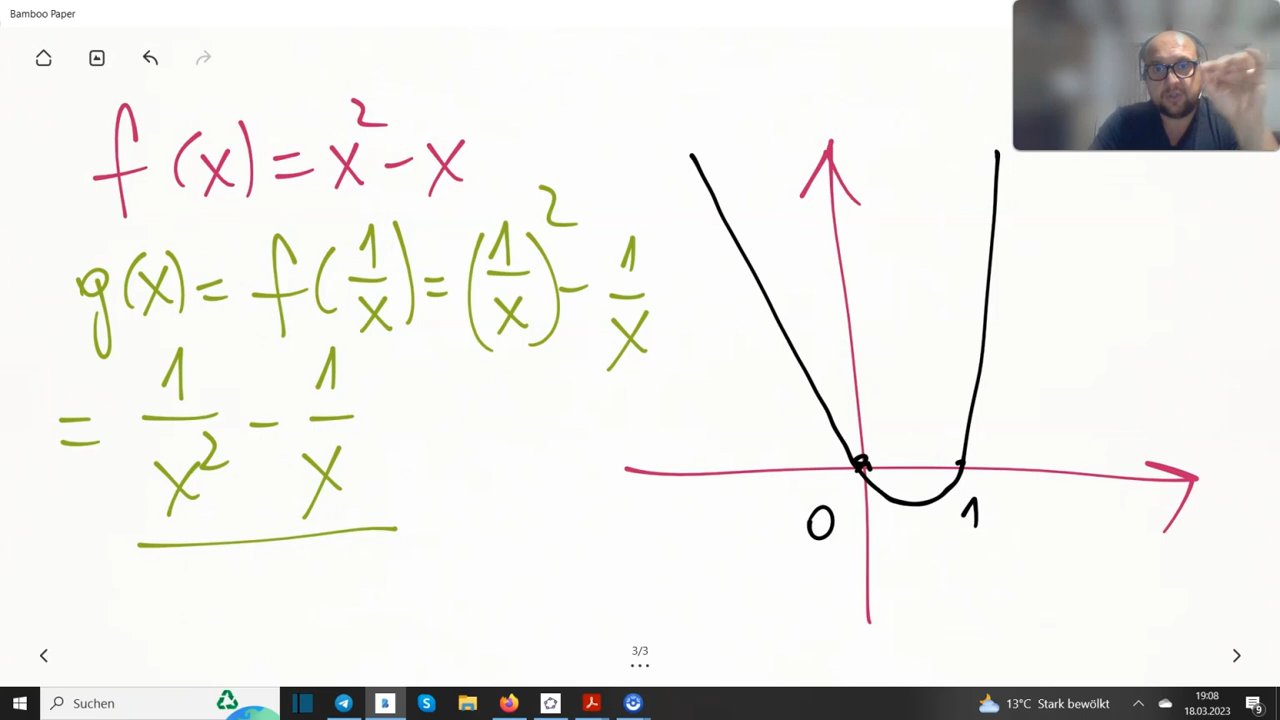 Bamboo Paper
f(x) = x² - x
g(x) = f(1/x) = (1/x)² - 1/x
= 1/x² - 1/x
0 1
3/3
Suchen
13°C Stark bewölkt
19:08
18.03.2023
9